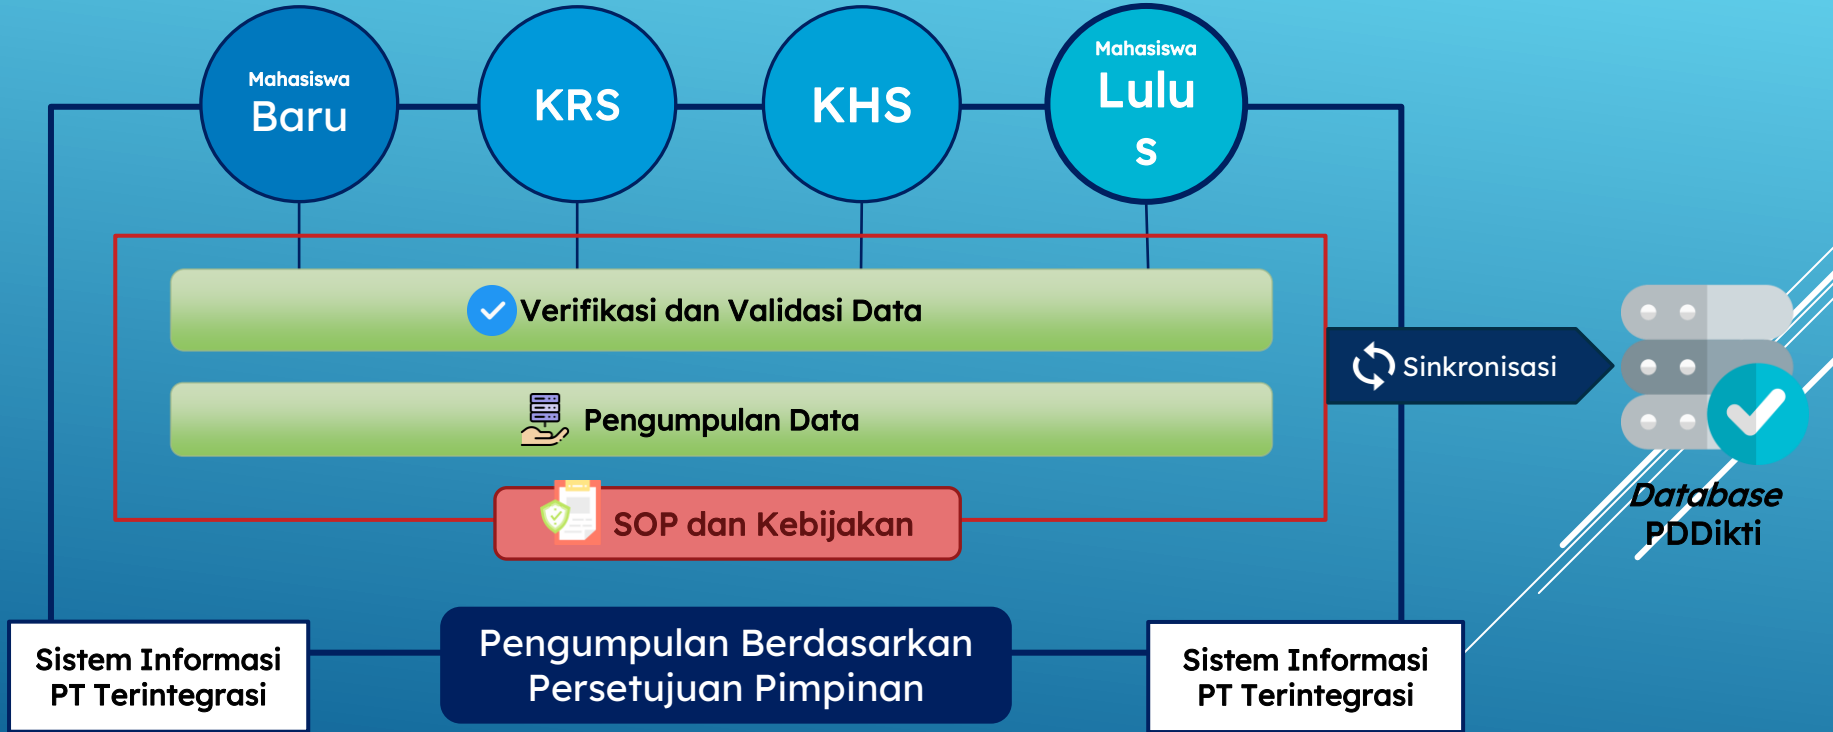 Mahasiswa
Baru
KRS
KHS
Mahasiswa
Lulu
s
Verifikasi dan Validasi Data
Pengumpulan Data
SOP dan Kebijakan
Sinkronisasi
Database
PDDikti
Sistem Informasi
PT Terintegrasi
Pengumpulan Berdasarkan
Persetujuan Pimpinan
Sistem Informasi
PT Terintegrasi